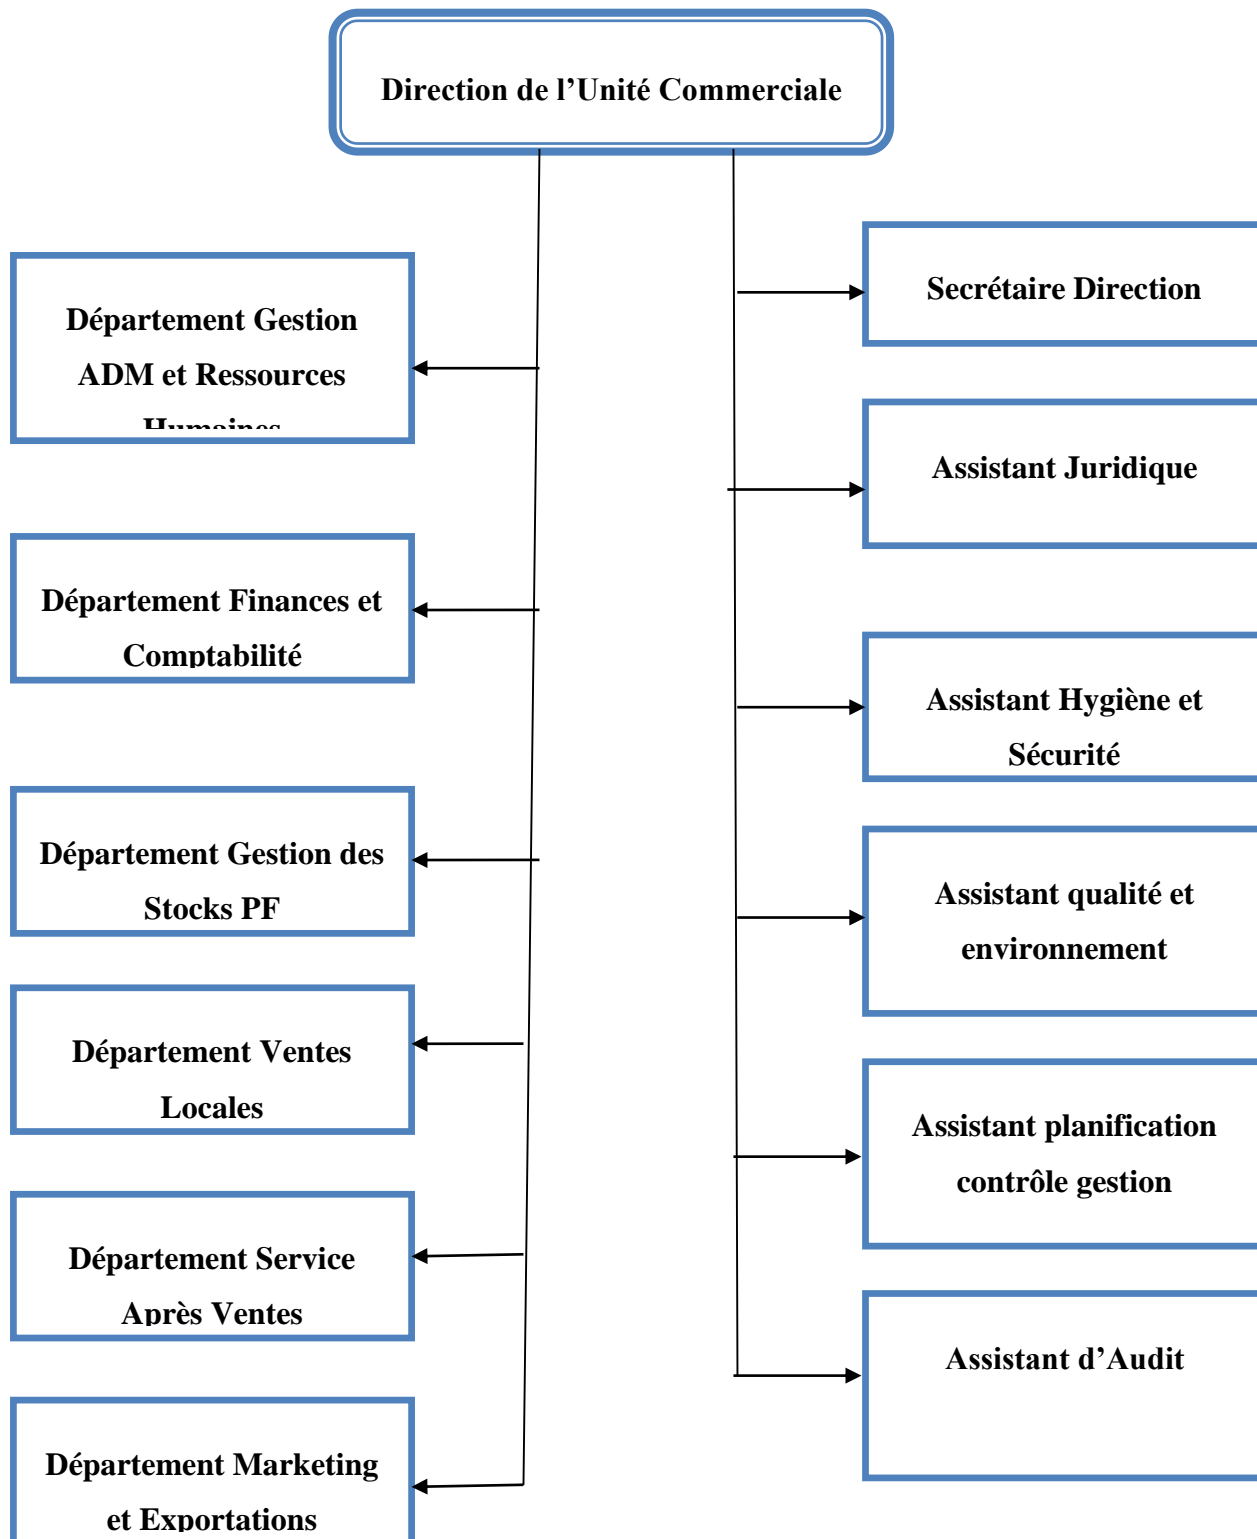 Direction de l’Unité Commerciale
Département Gestion
ADM et Ressources
Humaines
Département Finances et
Comptabilité
Département Gestion des
Stocks PF
Département Ventes
Locales
Département Service
Après Ventes
Département Marketing
et Exportations
Secrétaire Direction
Assistant Juridique
Assistant Hygiène et
Sécurité
Assistant qualité et
environnement
Assistant planification
contrôle gestion
Assistant d’Audit